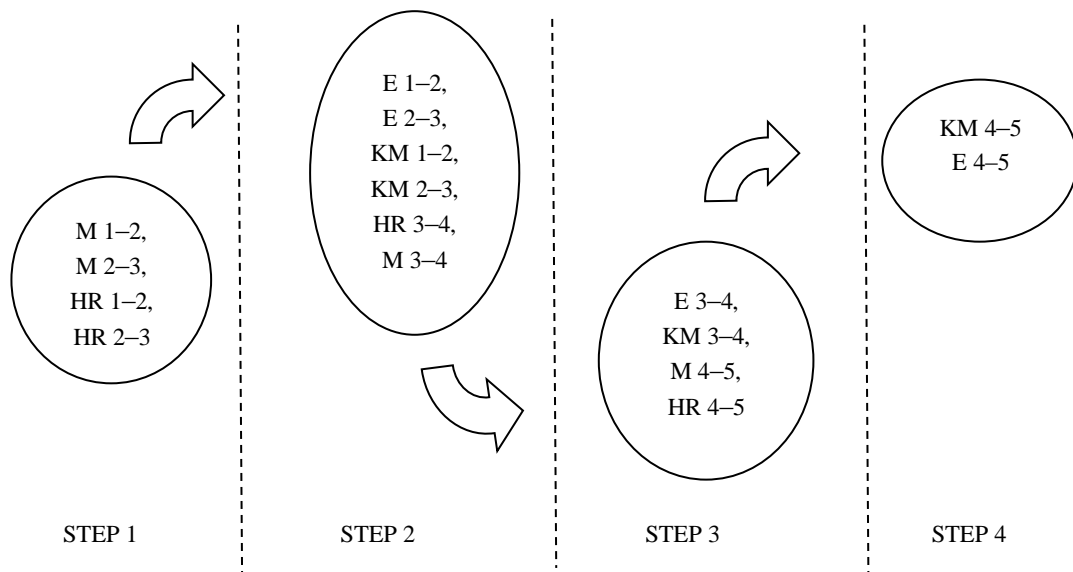 M 1–2,
M 2–3,
HR 1–2,
HR 2–3
STEP 1
E 1–2,
E 2–3,
KM 1–2,
KM 2–3,
HR 3–4,
M 3–4
STEP 2
E 3–4,
KM 3–4,
M 4–5,
HR 4–5
STEP 3
KM 4–5
E 4–5
STEP 4